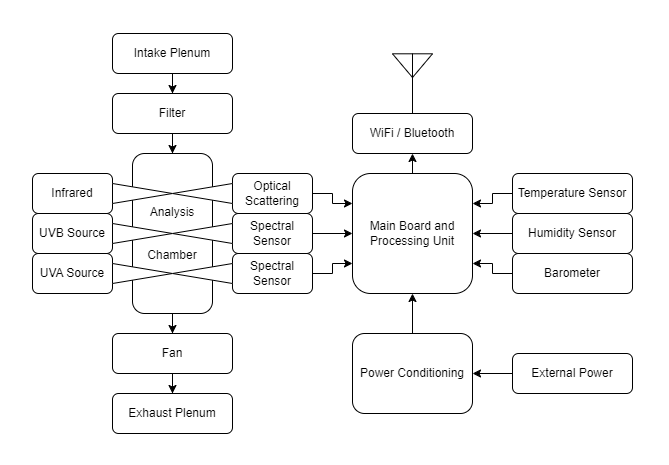 Intake Plenum
Filter
Infrared
UVB Source
UVA Source
Analysis
Chamber
Optical
Scattering
Spectral
Sensor
Spectral
Sensor
Fan
Exhaust Plenum
WiFi / Bluetooth
Main Board and
Processing Unit
Temperature Sensor
Humidity Sensor
Barometer
Power Conditioning
External Power